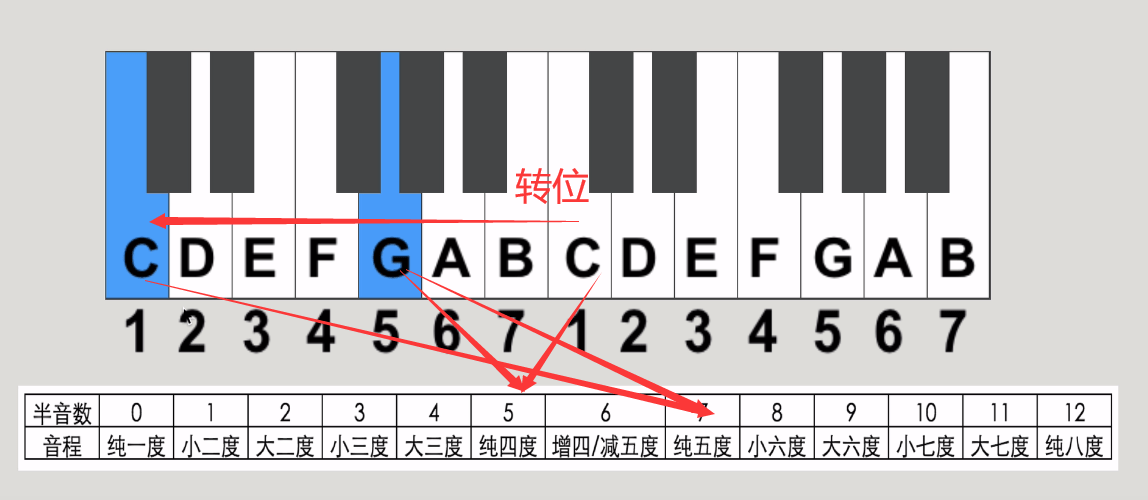 转位
C D E F G A B C D E F G A B
1 2 3 4 5 6 7 1 2 3 4 5 6 7
半音数 0 1 2 3 4 5 6 7 8 9 10 11 12
音程 纯一度 小二度 大二度 小三度 大三度 纯四度 增四/减五度 纯五度 小六度 大六度 小七度 大七度 纯八度